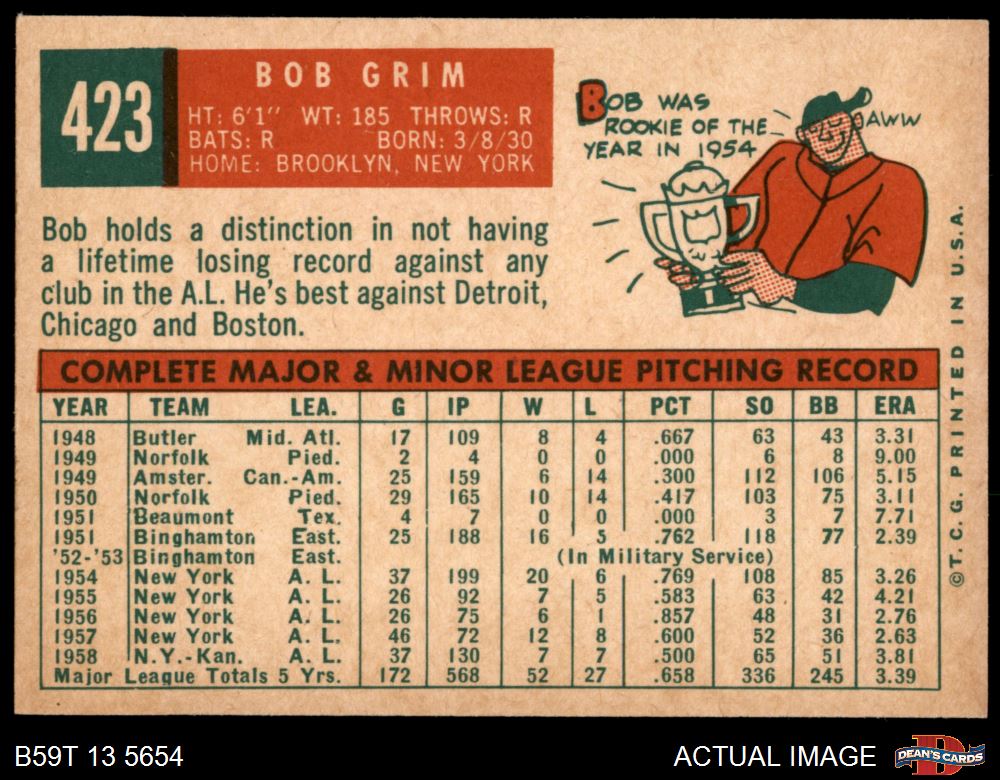 423
BOB GRIM
HT: 6'1" WT: 185 THROWS: R
BATS: R BORN: 3/8/30
HOME: BROOKLYN, NEW YORK
BOB WAS
ROOKIE OF THE
YEAR IN 1954
AWW
Bob holds a distinction in not having
a lifetime losing record against any
club in the A.L. He's best against Detroit,
Chicago and Boston.
COMPLETE MAJOR & MINOR LEAGUE PITCHING RECORD
YEAR TEAM LEA. G IP W L PCT SO BB ERA
1948 Butler Mid. Atl. 17 109 8 4 .667 63 43 3.31
1949 Norfolk Pied. 2 4 0 0 .000 6 8 9.00
1949 Amster. Can.-Am. 25 159 6 14 .300 112 106 5.15
1950 Norfolk Pied. 29 165 10 14 .417 103 75 3.11
1951 Beaumont Tex. 4 7 0 0 .000 3 7 7.71
1951 Binghamton East. 25 188 16 5 .762 118 77 2.39
'52-'53 Binghamton East. (In Military Service)
1954 New York A. L. 37 199 20 6 .769 108 85 3.26
1955 New York A. L. 26 92 7 5 .583 63 42 4.21
1956 New York A. L. 26 75 6 1 .857 48 31 2.76
1957 New York A. L. 46 72 12 8 .600 52 36 2.63
1958 N.Y.-Kan. A. L. 37 130 7 7 .500 65 51 3.81
Major League Totals 5 Yrs. 172 568 52 27 .658 336 245 3.39
©T.C.G. PRINTED IN U.S.A.
B59T 13 5654
ACTUAL IMAGE
DEAN'S CARDS